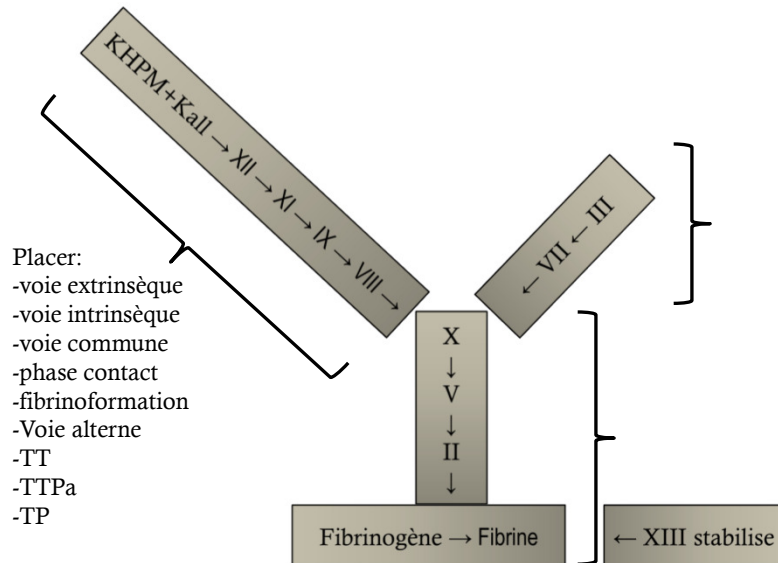 KHPM+Kall → XII → XI → IX → VIII →
← VII ← III
Placer:
-voie extrinsèque
-voie intrinsèque
-voie commune
-phase contact
-fibrinoformation
-Voie alterne
-TT
-TTPa
-TP
X
↓
V
↓
II
↓
Fibrinogène → Fibrine
← XIII stabilise